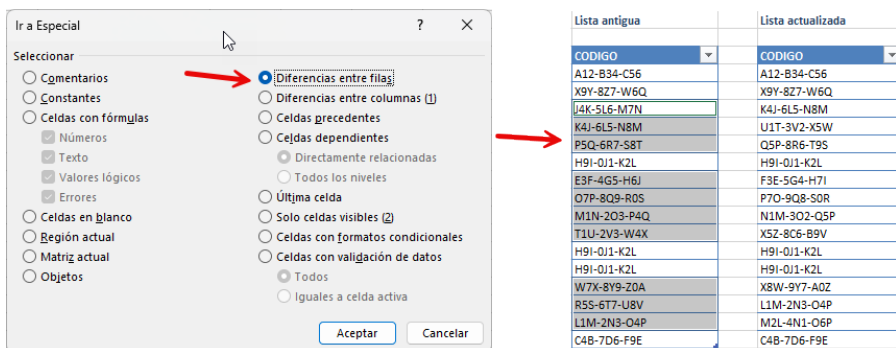 Ir a Especial ? ×
Seleccionar
Comentarios
Constantes
Celdas con fórmulas
Números
Texto
Valores lógicos
Errores
Celdas en blanco
Región actual
Matriz actual
Objetos
Diferencias entre filas
Diferencias entre columnas (1)
Celdas precedentes
Celdas dependientes
Directamente relacionadas
Todos los niveles
Última celda
Solo celdas visibles (2)
Celdas con formatos condicionales
Celdas con validación de datos
Todos
Iguales a celda activa
Aceptar Cancelar
Lista antigua
CODIGO
A12-B34-C56
X9Y-8Z7-W6Q
J4K-5L6-M7N
K4J-6L5-N8M
P5Q-6R7-S8T
H9I-0J1-K2L
E3F-4G5-H6J
O7P-8Q9-R0S
M1N-2O3-P4Q
T1U-2V3-W4X
H9I-0J1-K2L
H9I-0J1-K2L
W7X-8Y9-Z0A
R5S-6T7-U8V
L1M-2N3-O4P
C4B-7D6-F9E
Lista actualizada
CODIGO
A12-B34-C56
X9Y-8Z7-W6Q
K4J-6L5-N8M
U1T-3V2-X5W
Q5P-8R6-T9S
H9I-0J1-K2L
F3E-5G4-H7I
P7O-9Q8-S0R
N1M-3O2-Q5P
X5Z-8C6-B9V
H9I-0J1-K2L
H9I-0J1-K2L
X8W-9Y7-A0Z
L1M-2N3-O4P
M2L-4N1-O6P
C4B-7D6-F9E